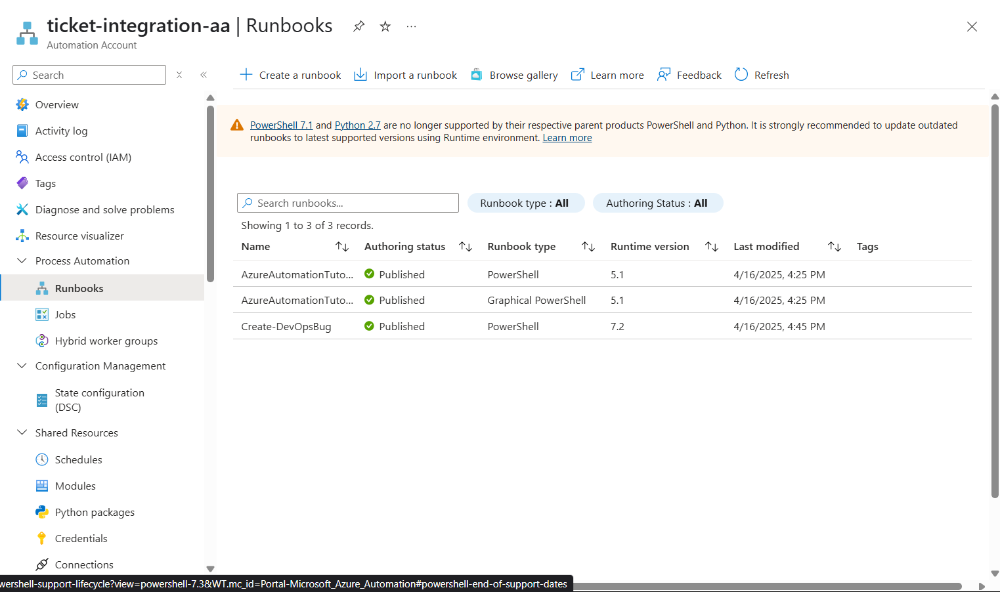 ticket-integration-aa | Runbooks
Automation Account
Search
Overview
Activity log
Access control (IAM)
Tags
Diagnose and solve problems
Resource visualizer
Process Automation
Runbooks
Jobs
Hybrid worker groups
Configuration Management
State configuration
(DSC)
Shared Resources
Schedules
Modules
Python packages
Credentials
Connections
Create a runbook Import a runbook Browse gallery Learn more Feedback Refresh
PowerShell 7.1 and Python 2.7 are no longer supported by their respective parent products PowerShell and Python. It is strongly recommended to update outdated
runbooks to latest supported versions using Runtime environment. Learn more
Search runbooks... Runbook type : All Authoring Status : All
Showing 1 to 3 of 3 records.
Name Authoring status Runbook type Runtime version Last modified Tags
AzureAutomationTuto... Published PowerShell 5.1 4/16/2025, 4:25 PM
AzureAutomationTuto... Published Graphical PowerShell 5.1 4/16/2025, 4:25 PM
Create-DevOpsBug Published PowerShell 7.2 4/16/2025, 4:45 PM
wershell-support-lifecycle?view=powershell-7.3&WT.mc_id=Portal-Microsoft_Azure_Automation#powershell-end-of-support-dates